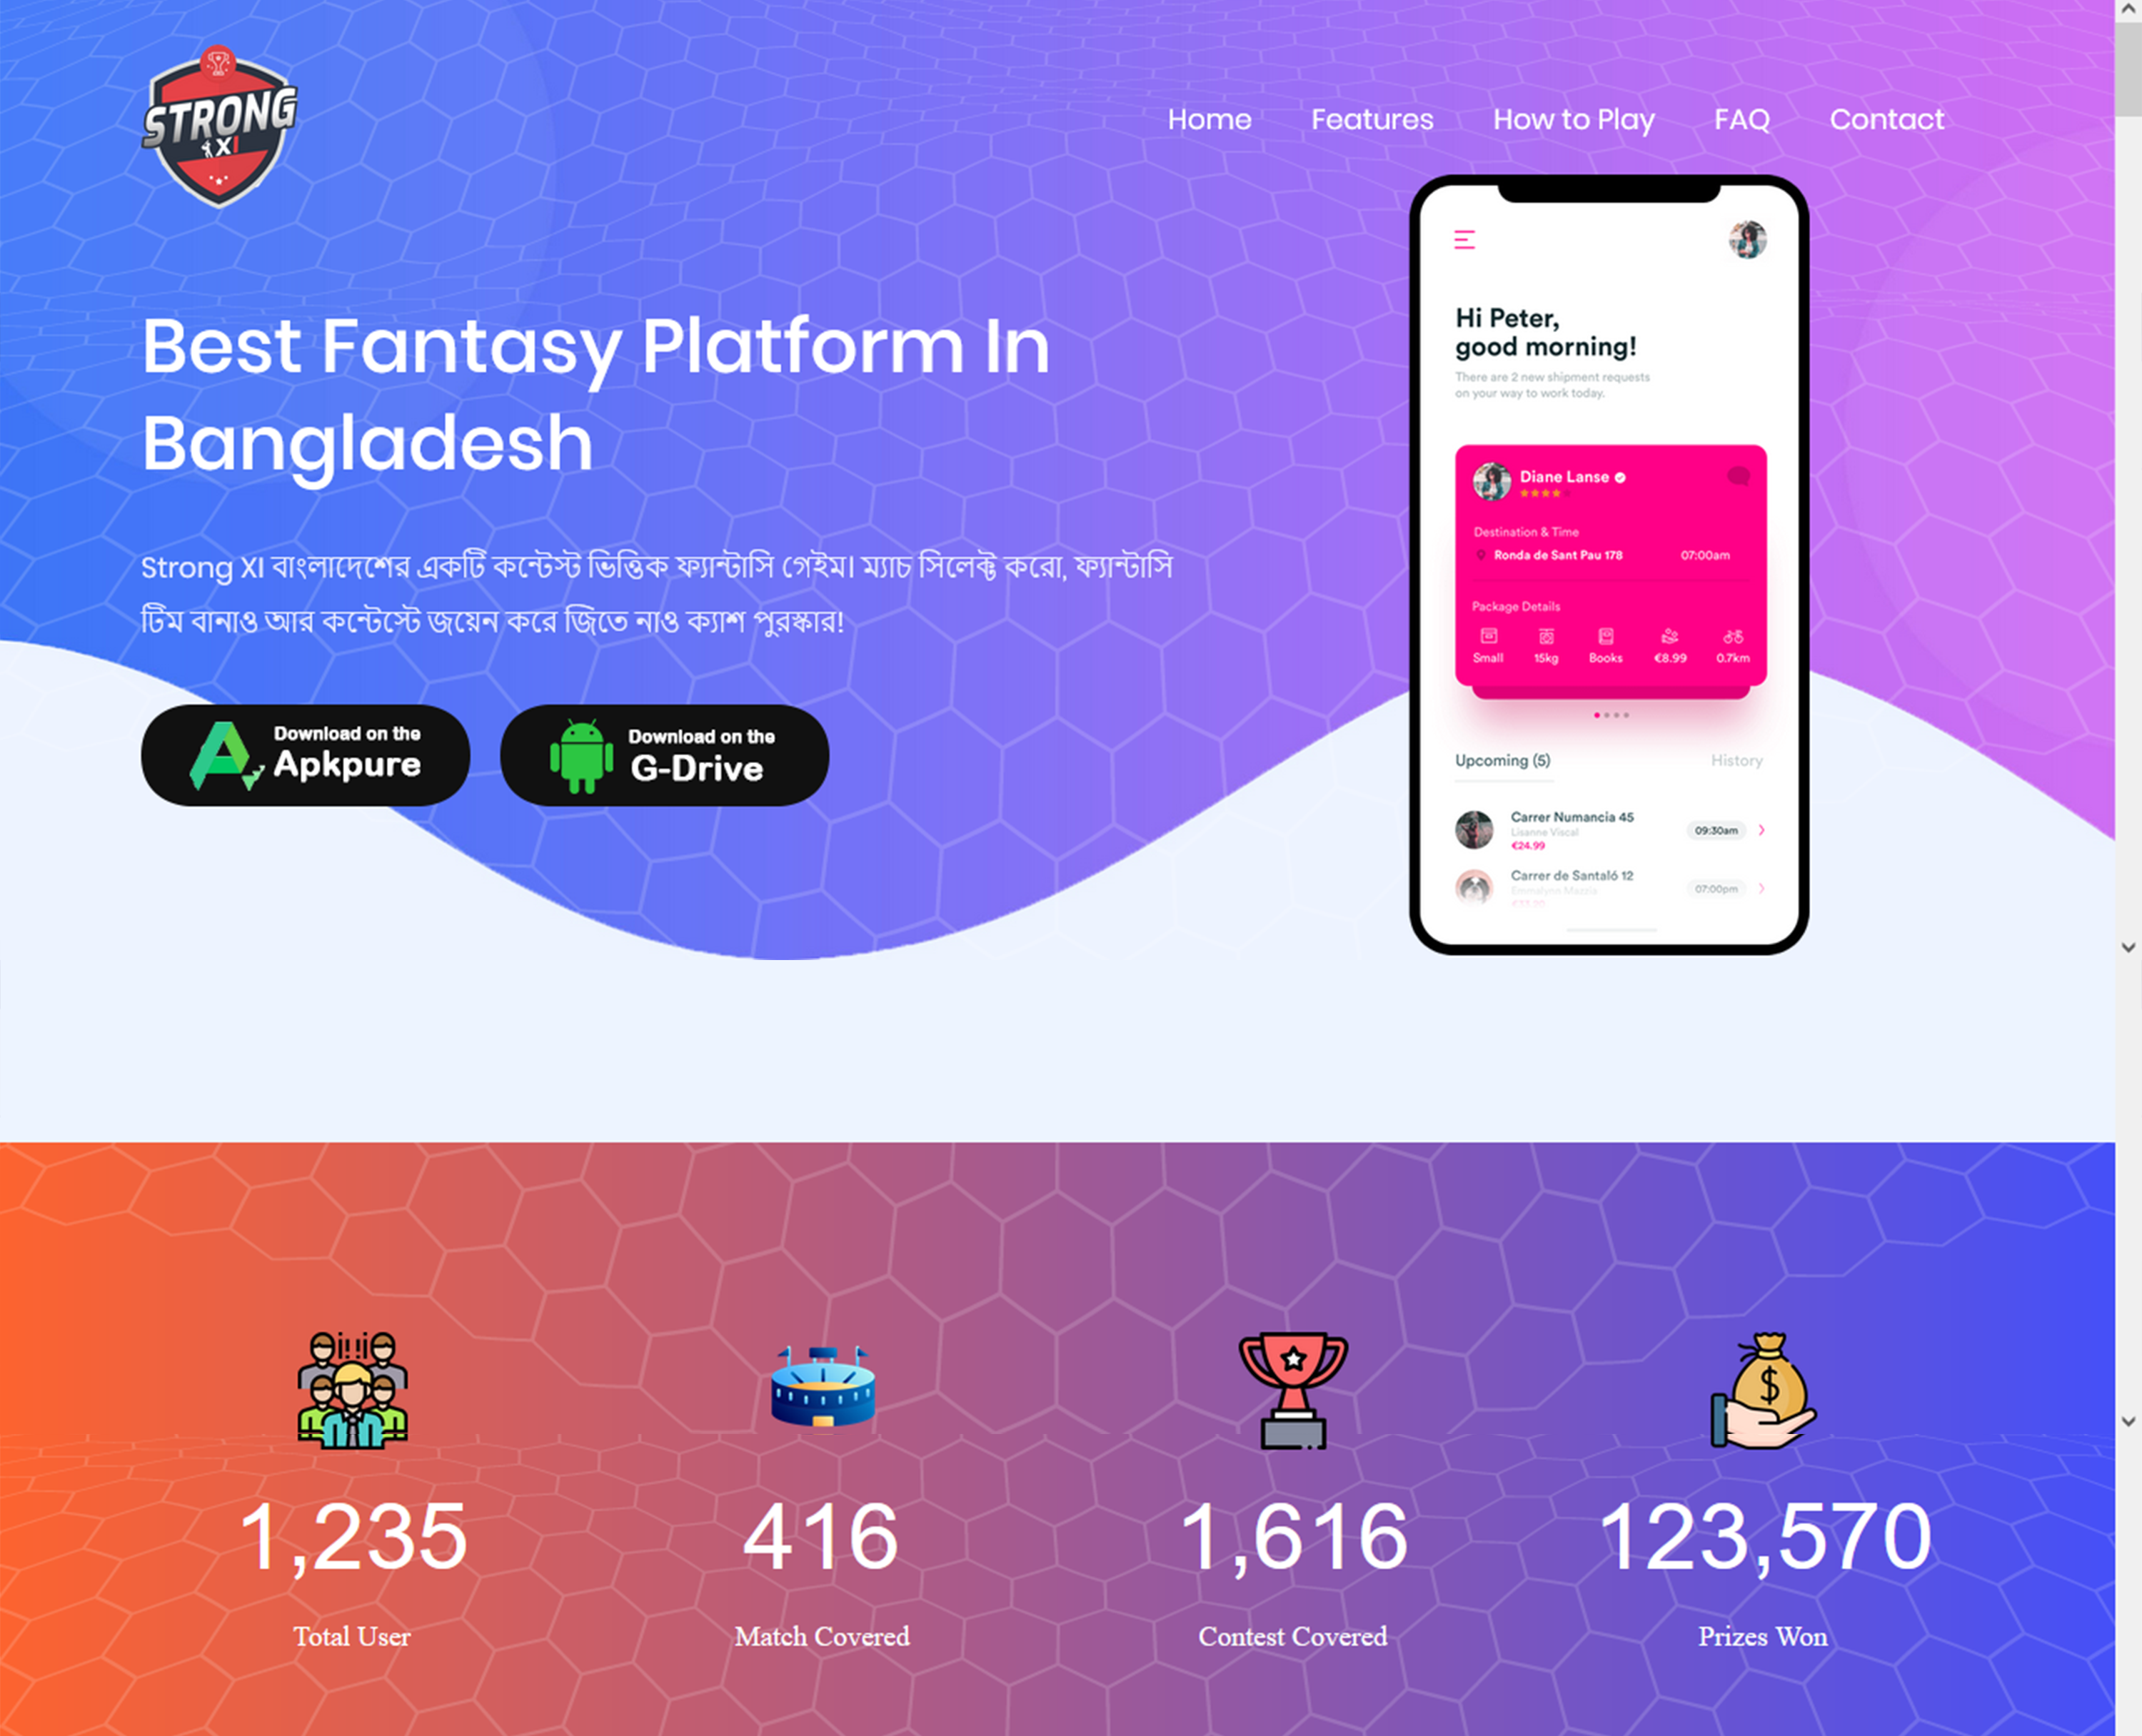 STRONG
XI
Home Features How to Play FAQ Contact
Best Fantasy Platform In
Bangladesh
Strong XI বাংলাদেশের একটি কন্টেস্ট ভিত্তিক ফ্যান্টাসি গেইম। ম্যাচ সিলেক্ট করো, ফ্যান্টাসি
টিম বানাও আর কন্টেস্টে জয়েন করে জিতে নাও ক্যাশ পুরস্কার!
Download on the
Apkpure
Download on the
G-Drive
Hi Peter,
good morning!
There are 2 new shipment requests
on your way to work today.
Diane Lanse
Destination & Time
Ronda de Sant Pau 178 07:00am
Package Details
Small 15kg Books €8.99 0.7km
Upcoming (5) History
Carrer Numancia 45
Lisanne Viscal
€24.99
09:30am
Carrer de Santaló 12
Emmalynn Mazzia
07:00pm
1,235 416 1,616 123,570
Total User Match Covered Contest Covered Prizes Won